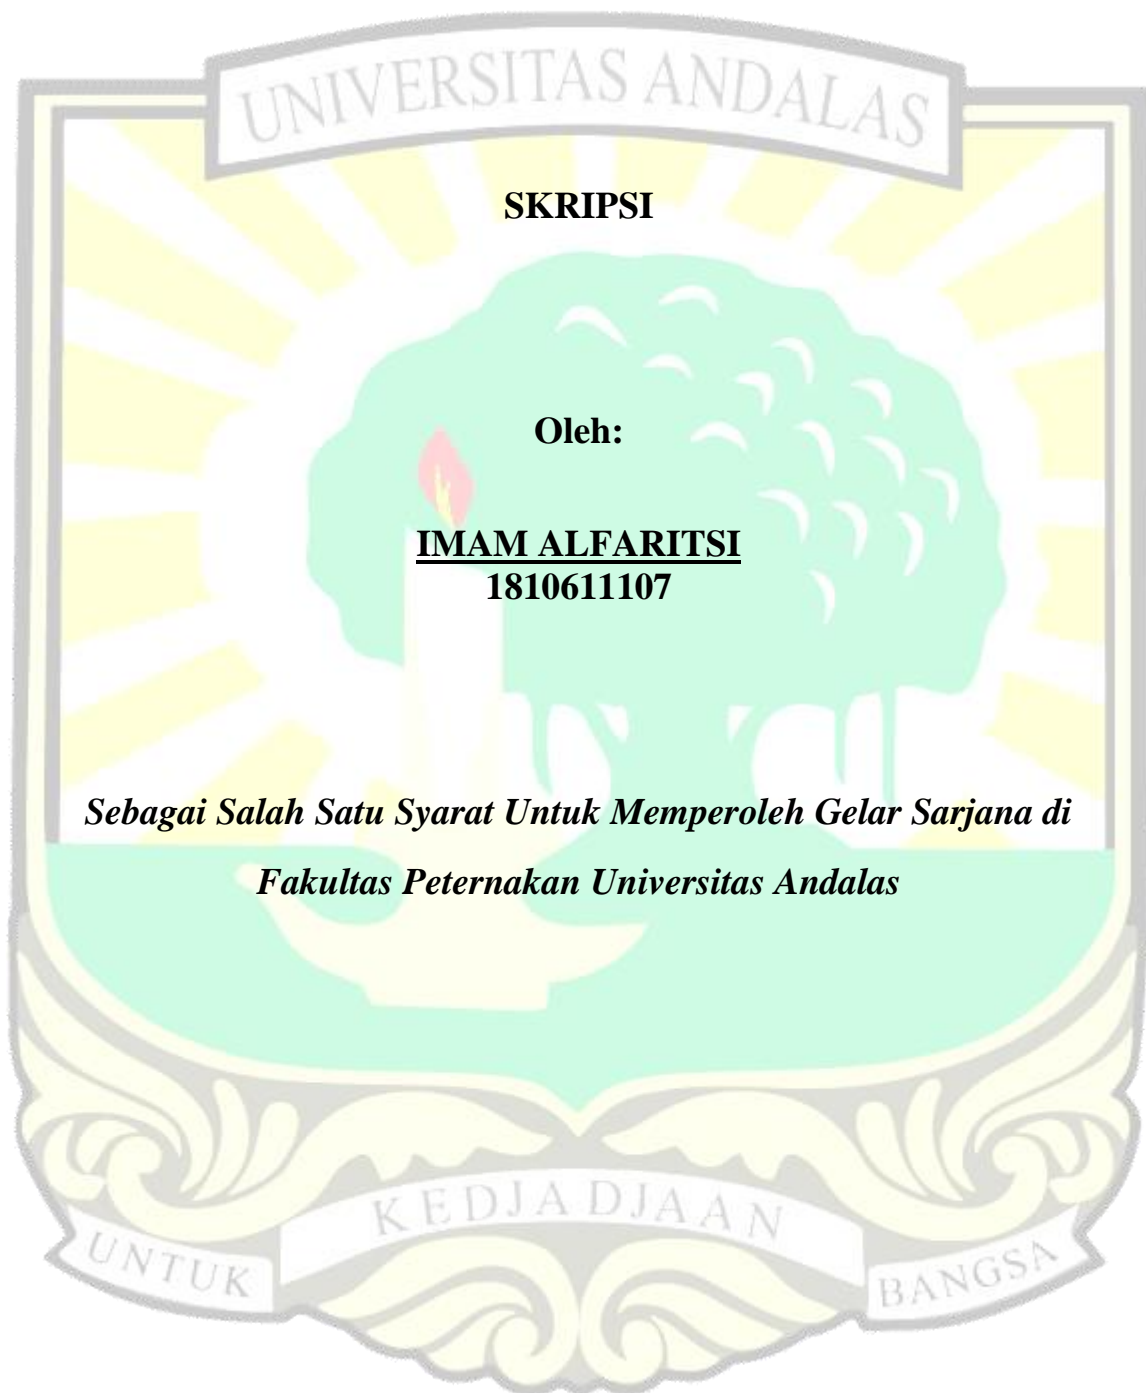 UNIVERSITAS ANDALAS
SKRIPSI
Oleh:
IMAM ALFARITSI
1810611107
Sebagai Salah Satu Syarat Untuk Memperoleh Gelar Sarjana di
Fakultas Peternakan Universitas Andalas
UNTUK KEDJADJAAN BANGSA